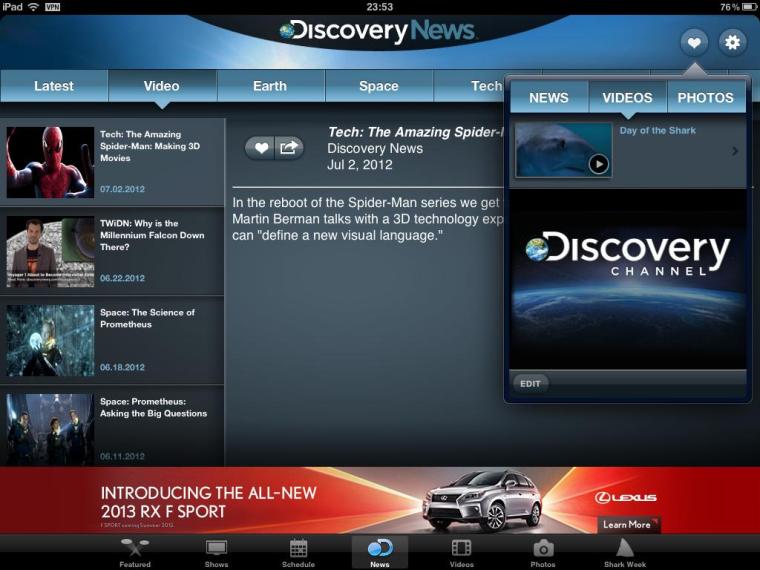 iPad VPN 23:53 76%
Discovery News
Latest Video Earth Space Tech
NEWS VIDEOS PHOTOS
Day of the Shark
Discovery
CHANNEL
EDIT
Tech: The Amazing
Spider-Man: Making 3D
Movies
07.02.2012
TWiDN: Why is the
Millennium Falcon Down
There?
06.22.2012
Space: The Science of
Prometheus
06.18.2012
Space: Prometheus:
Asking the Big Questions
06.11.2012
Tech: The Amazing Spider-
Discovery News
Jul 2, 2012
In the reboot of the Spider-Man series we get
Martin Berman talks with a 3D technology exp
can "define a new visual language."
INTRODUCING THE ALL-NEW
2013 RX F SPORT
F SPORT coming Summer 2012.
LEXUS
Learn More
Featured Shows Schedule News Videos Photos Shark Week